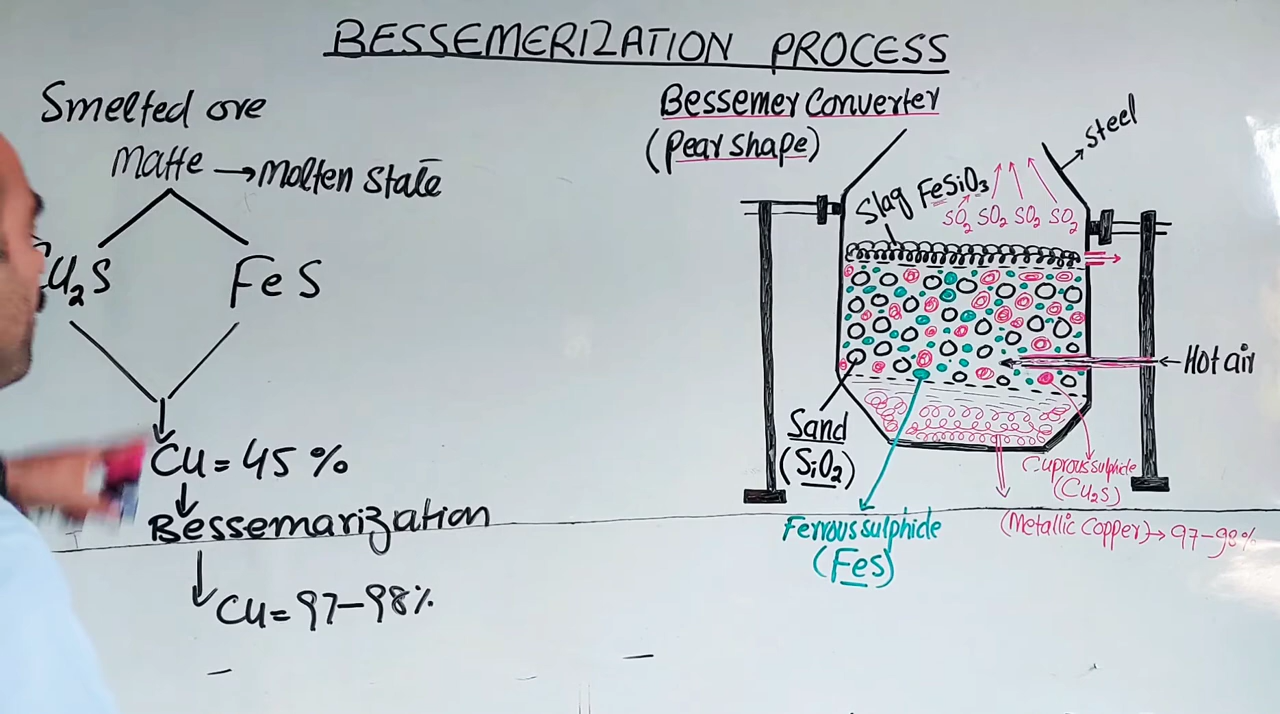 BESSEMERIZATION PROCESS
Smelted ore
Matte → Molten State
Cu₂S
FeS
Cu = 45 %
Bessemarization
Cu = 97-98%
Bessemer Converter
(Pear shape)
Steel
Slag FeSiO₃
SO₂ SO₂ SO₂ SO₂
← Hot air
Sand
(SiO₂)
Cuprous sulphide
(Cu₂S)
Ferrous sulphide
(FeS)
(Metallic Copper) → 97-98%